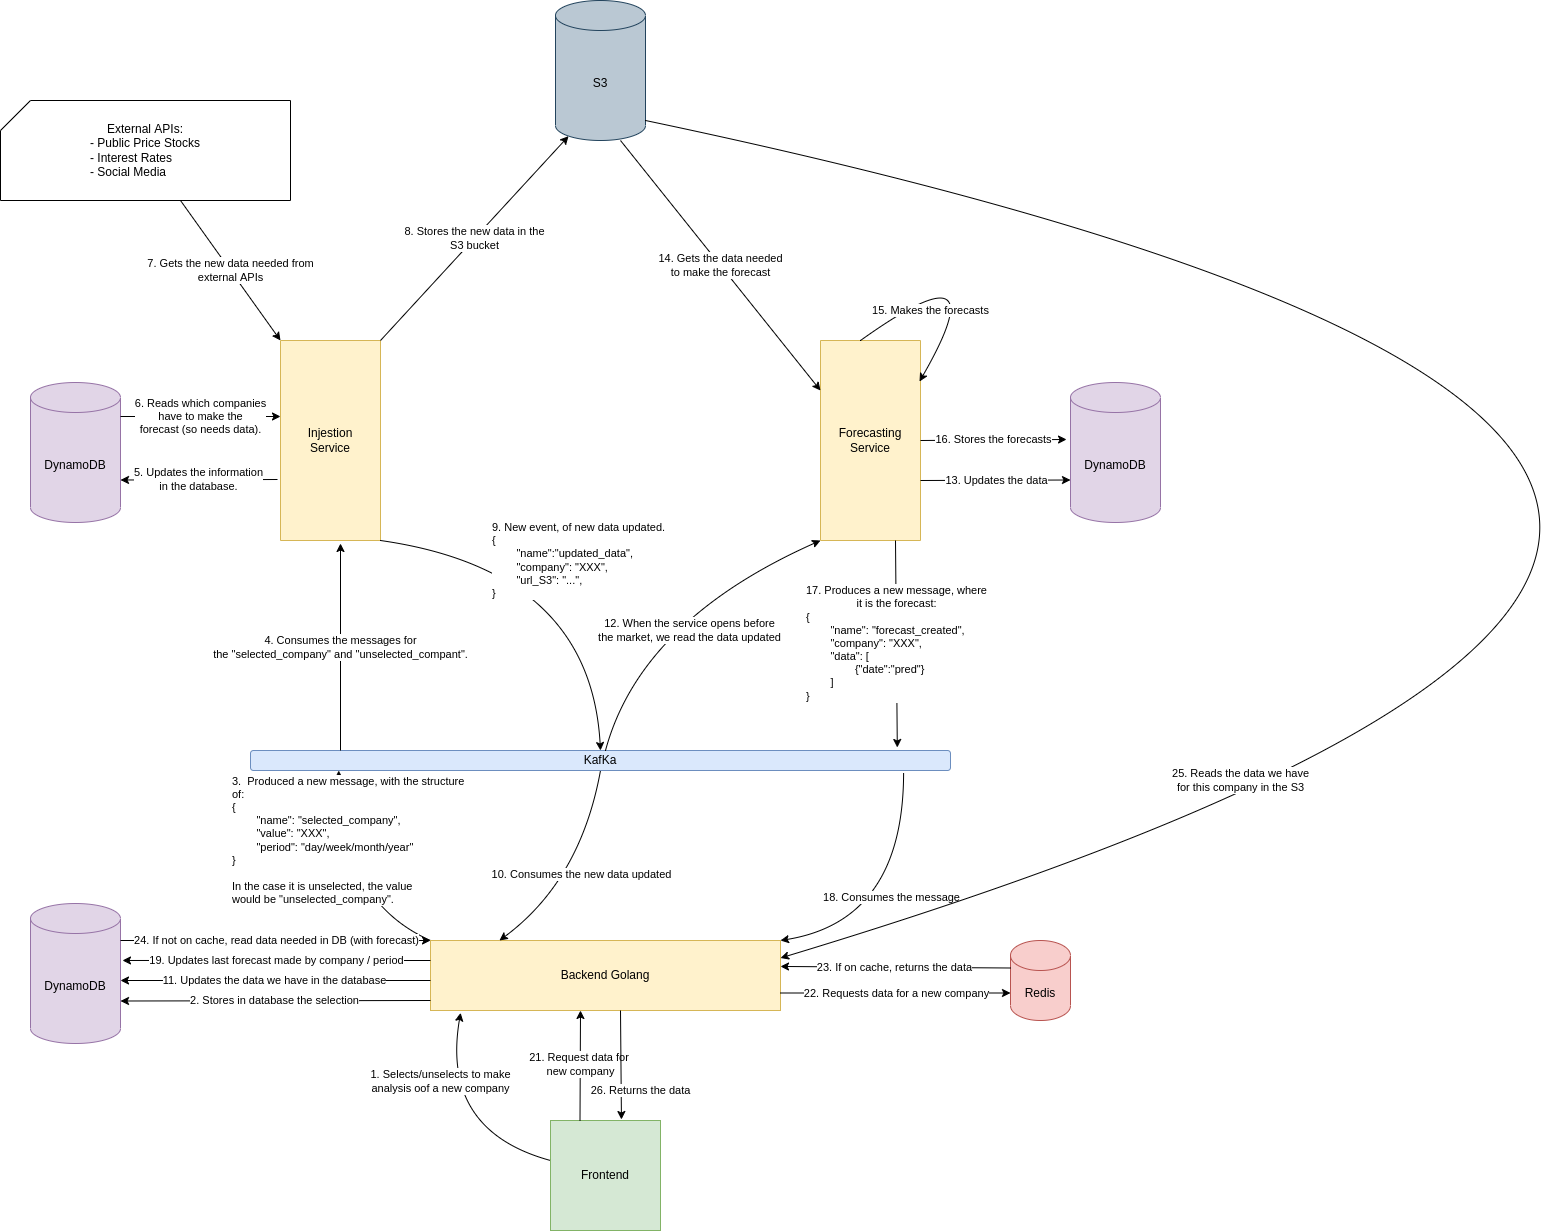 S3
External APIs:
- Public Price Stocks
- Interest Rates
- Social Media
7. Gets the new data needed from
external APIs
8. Stores the new data in the
S3 bucket
14. Gets the data needed
to make the forecast
15. Makes the forecasts
DynamoDB
6. Reads which companies
have to make the
forecast (so needs data).
5. Updates the information
in the database.
Injestion
Service
Forecasting
Service
16. Stores the forecasts
13. Updates the data
DynamoDB
9. New event, of new data updated.
{
"name":"updated_data",
"company": "XXX",
"url_S3": "...",
}
4. Consumes the messages for
the "selected_company" and "unselected_compant".
12. When the service opens before
the market, we read the data updated
17. Produces a new message, where
it is the forecast:
{
"name": "forecast_created",
"company": "XXX",
"data": [
{"date":"pred"}
]
}
KafKa
3.  Produced a new message, with the structure
of:
{
"name": "selected_company",
"value": "XXX",
"period": "day/week/month/year"
}
In the case it is unselected, the value
would be "unselected_company".
10. Consumes the new data updated
18. Consumes the message
25. Reads the data we have
for this company in the S3
DynamoDB
24. If not on cache, read data needed in DB (with forecast)
19. Updates last forecast made by company / period
11. Updates the data we have in the database
2. Stores in database the selection
Backend Golang
23. If on cache, returns the data
22. Requests data for a new company
Redis
1. Selects/unselects to make
analysis oof a new company
21. Request data for
new company
26. Returns the data
Frontend